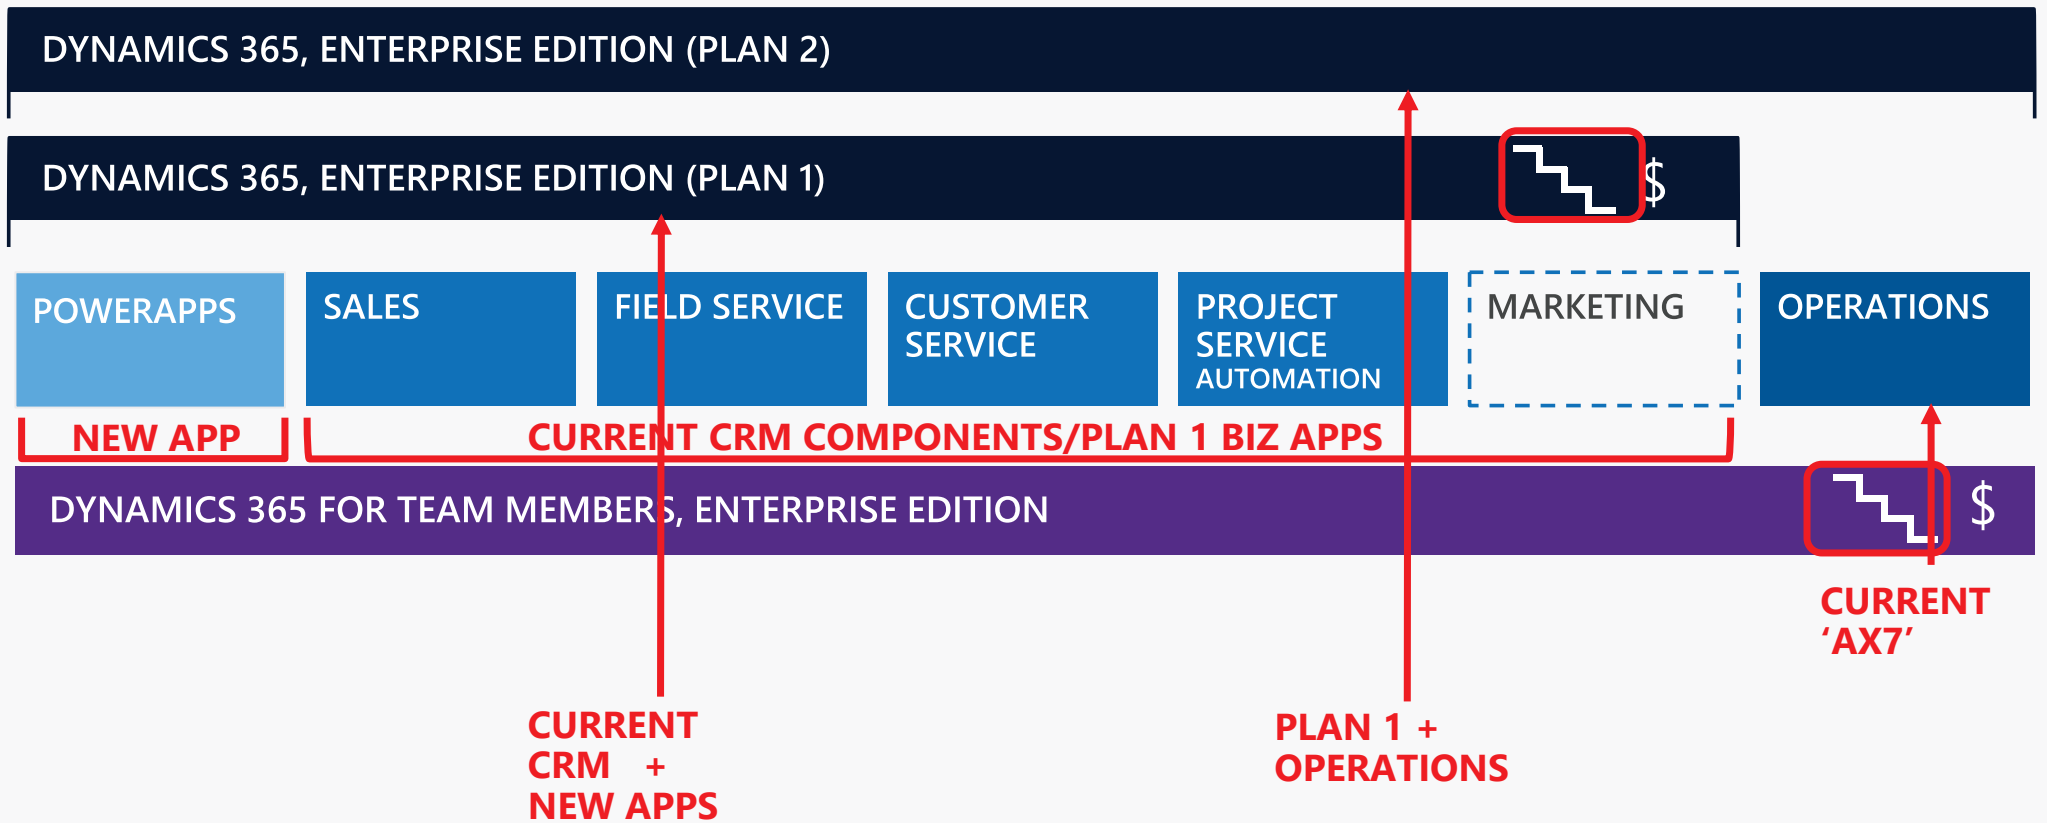 DYNAMICS 365, ENTERPRISE EDITION (PLAN 2)
DYNAMICS 365, ENTERPRISE EDITION (PLAN 1)
$
POWERAPPS
SALES
FIELD SERVICE
CUSTOMER
SERVICE
PROJECT
SERVICE
AUTOMATION
MARKETING
OPERATIONS
NEW APP
CURRENT CRM COMPONENTS/PLAN 1 BIZ APPS
DYNAMICS 365 FOR TEAM MEMBERS, ENTERPRISE EDITION
$
CURRENT
‘AX7’
CURRENT
CRM +
NEW APPS
PLAN 1 +
OPERATIONS